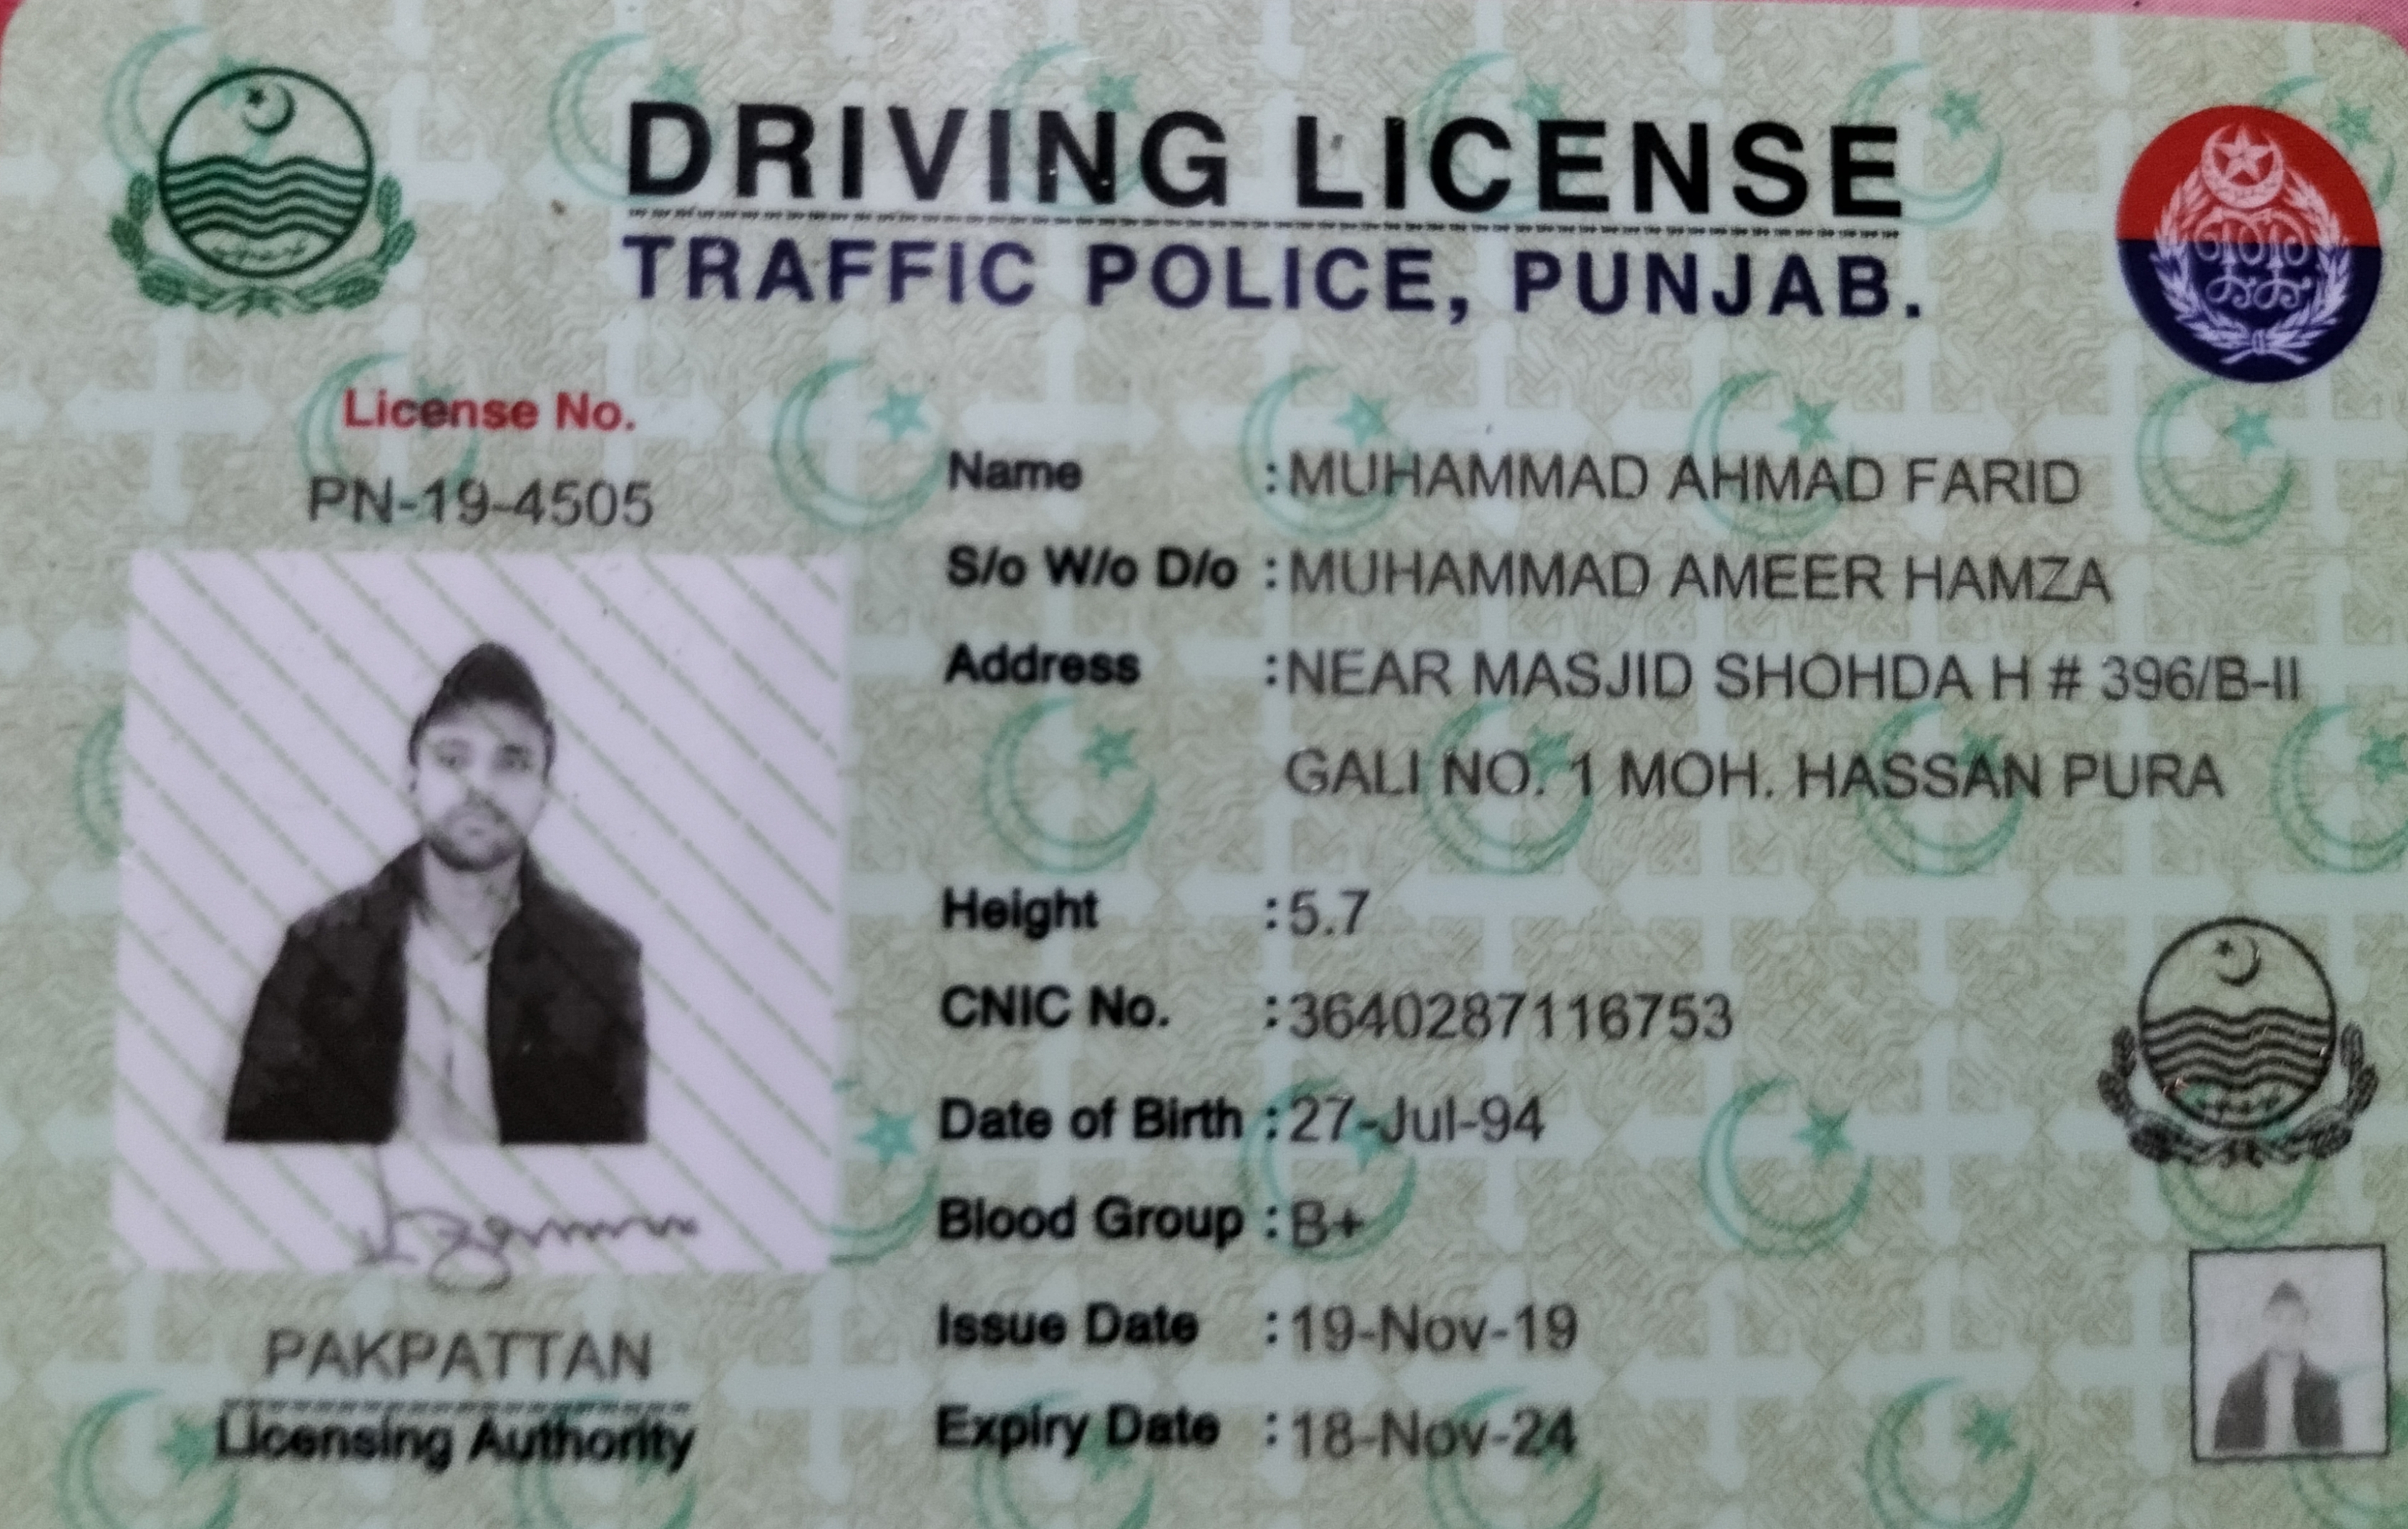 DRIVING LICENSE
TRAFFIC POLICE, PUNJAB.
License No.
PN-19-4505
Name : MUHAMMAD AHMAD FARID
S/o W/o D/o : MUHAMMAD AMEER HAMZA
Address : NEAR MASJID SHOHDA H # 396/B-II
GALI NO. 1 MOH. HASSAN PURA
Height : 5.7
CNIC No. : 3640287116753
Date of Birth : 27-Jul-94
Blood Group : B+
Issue Date : 19-Nov-19
Expiry Date : 18-Nov-24
PAKPATTAN
Licensing Authority